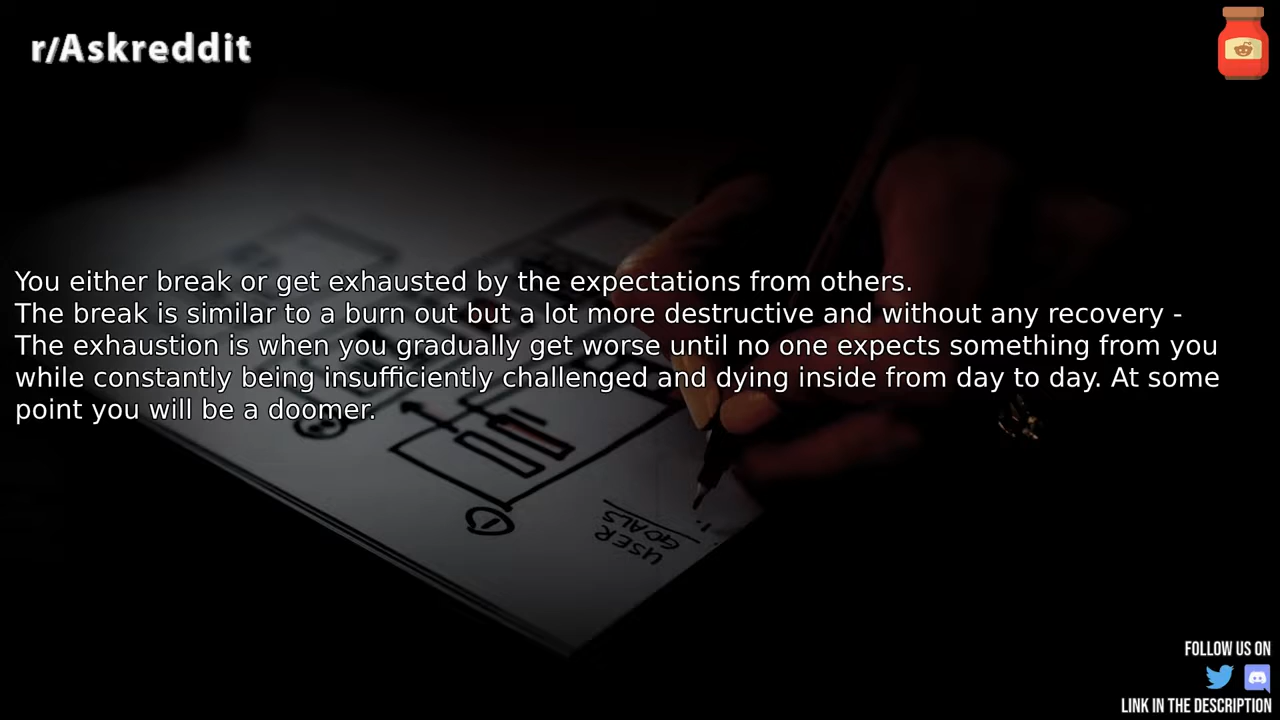 r/Askreddit
You either break or get exhausted by the expectations from others.
The break is similar to a burn out but a lot more destructive and without any recovery -
The exhaustion is when you gradually get worse until no one expects something from you
while constantly being insufficiently challenged and dying inside from day to day. At some
point you will be a doomer.
USER
GOALS
1.
FOLLOW US ON
LINK IN THE DESCRIPTION